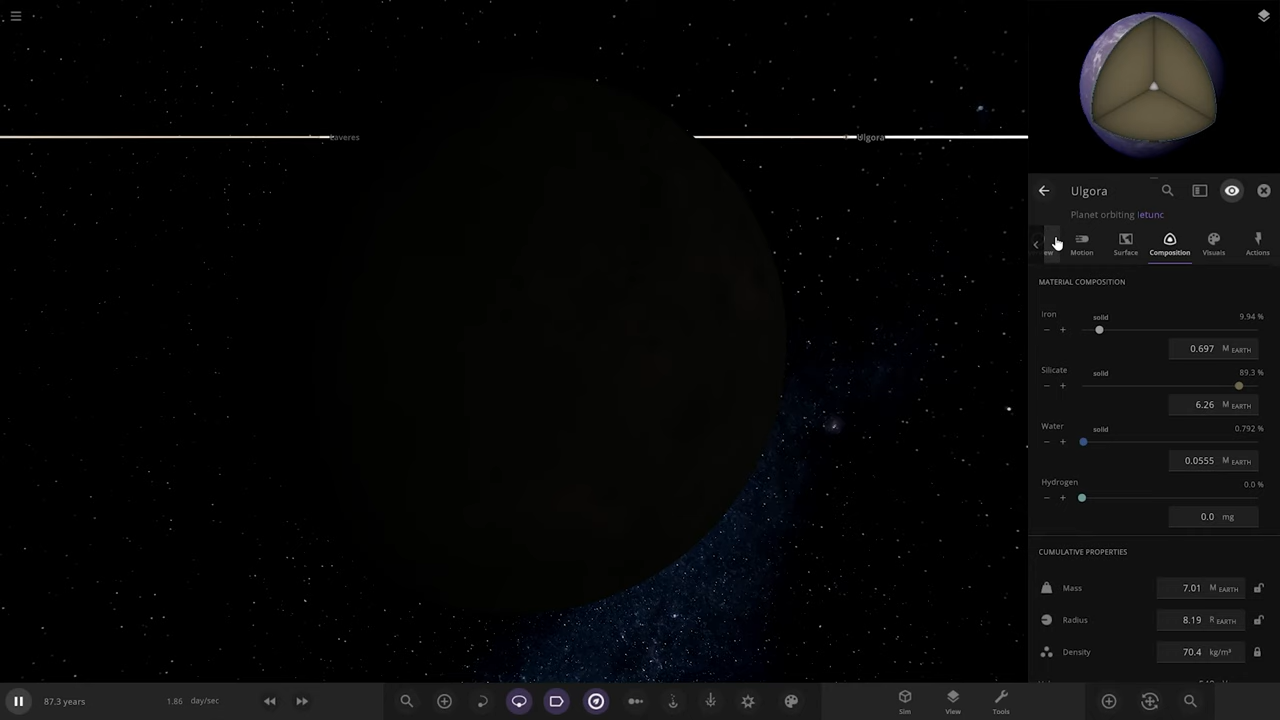 Ulgora
Planet orbiting Ietunc
Motion
Surface
Composition
Visuals
Actions
Ulgora
MATERIAL COMPOSITION
Iron
solid
9.94 %
0.697 M EARTH
Silicate
solid
89.3 %
6.26 M EARTH
Water
solid
0.792 %
0.0555 M EARTH
Hydrogen
0.0 %
0.0 mg
CUMULATIVE PROPERTIES
Mass
7.01 M EARTH
Radius
8.19 R EARTH
Density
70.4 kg/m³
87.3 years
1.86 day/sec
Sim
View
Tools